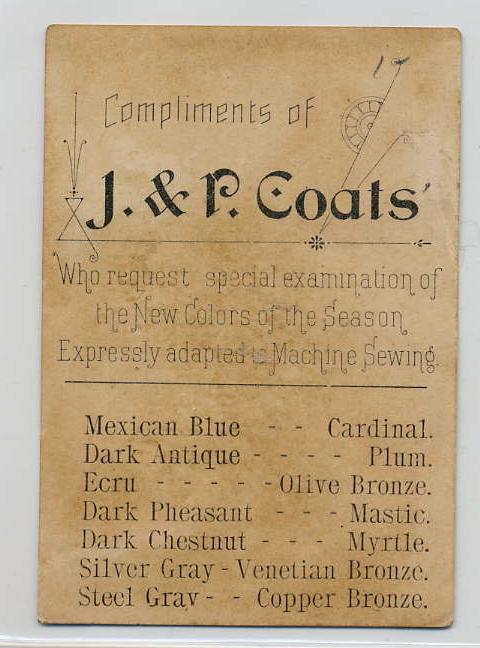 17
Compliments of
J. & P. Coats'
Who request special examination of
the New Colors of the Season
Expressly adapted to Machine Sewing.
Mexican Blue - - Cardinal.
Dark Antique - - - - Plum.
Ecru - - - - - Olive Bronze.
Dark Pheasant - - - Mastic.
Dark Chestnut - - - Myrtle.
Silver Gray - Venetian Bronze.
Steel Gray - - Copper Bronze.